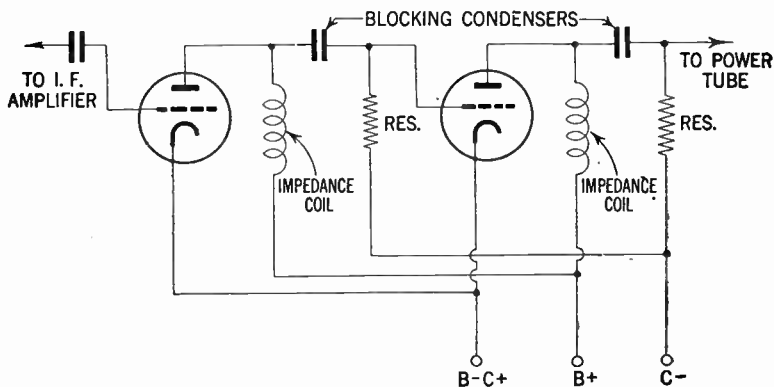 BLOCKING CONDENSERS
TO I. F.
AMPLIFIER
TO POWER
TUBE
RES.
RES.
IMPEDANCE
COIL
IMPEDANCE
COIL
B-C+
B+
C-